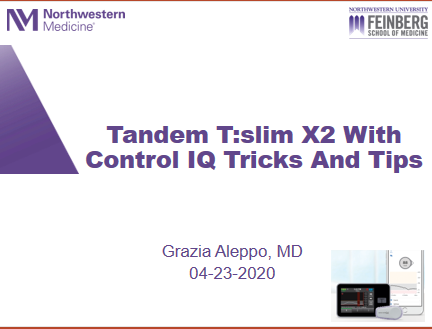 Northwestern
Medicine®
NORTHWESTERN UNIVERSITY
FEINBERG
SCHOOL OF MEDICINE
Tandem T:slim X2 With
Control IQ Tricks And Tips
Grazia Aleppo, MD
04-23-2020